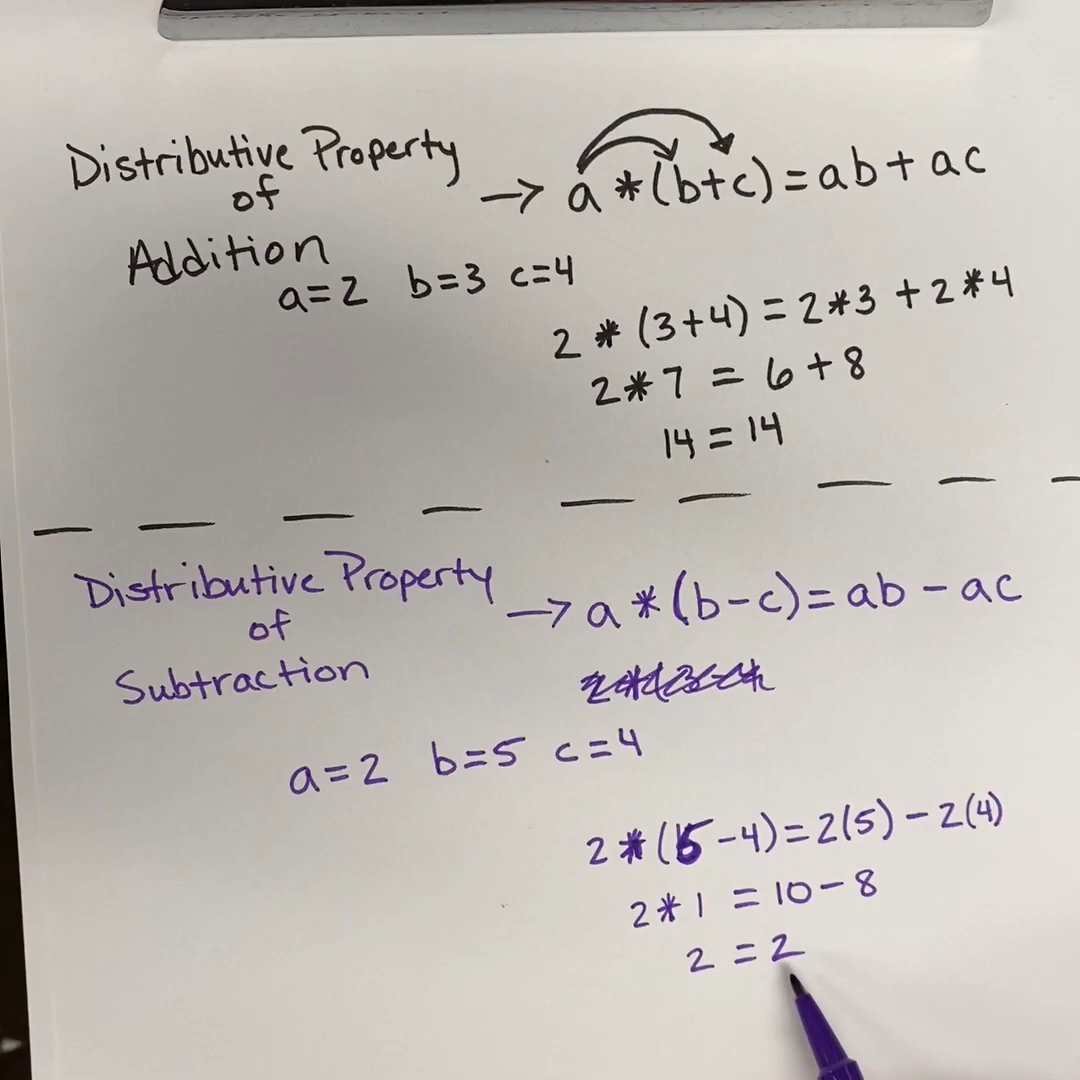 Distributive Property
of
Addition
→ a * (b+c) = ab + ac
a=2 b=3 c=4
2 * (3+4) = 2*3 + 2*4
2*7 = 6+8
14 = 14
Distributive Property
of
Subtraction
→ a * (b-c) = ab - ac
a=2 b=5 c=4
2 * (5-4) = 2(5) - 2(4)
2*1 = 10-8
2 = 2